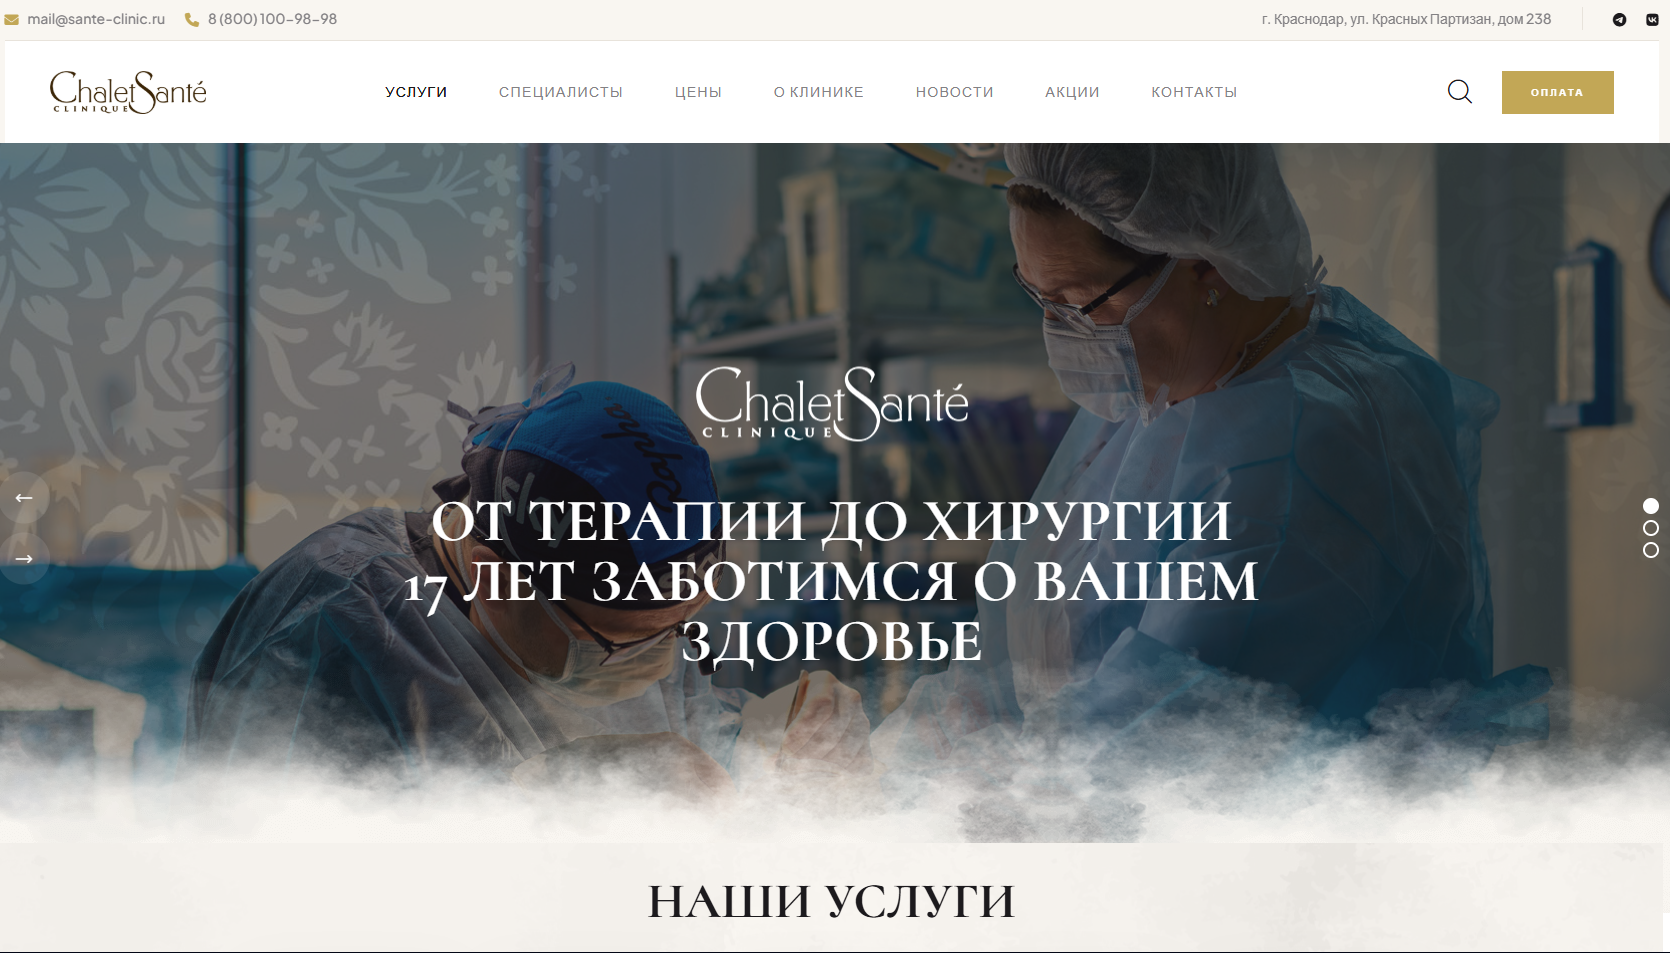 mail@sante-clinic.ru 8 (800) 100-98-98 г. Краснодар, ул. Красных Партизан, дом 238
ChaletSanté
CLINIQUE
УСЛУГИ СПЕЦИАЛИСТЫ ЦЕНЫ О КЛИНИКЕ НОВОСТИ АКЦИИ КОНТАКТЫ ОПЛАТА
ChaletSanté
CLINIQUE
ОТ ТЕРАПИИ ДО ХИРУРГИИ
17 ЛЕТ ЗАБОТИМСЯ О ВАШЕМ
ЗДОРОВЬЕ
НАШИ УСЛУГИ